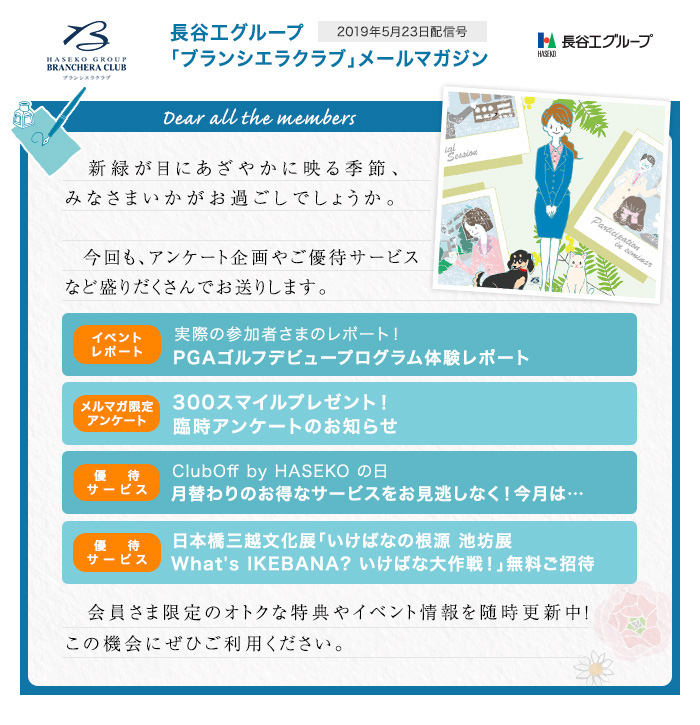 HASEKO GROUP
BRANCHERA CLUB
ブランシエラクラブ
長谷工グループ
2019年5月23日配信号
「ブランシエラクラブ」メールマガジン
HASEKO
長谷工グループ
Dear all the members
新緑が目にあざやかに映る季節、
みなさまいかがお過ごしでしょうか。
今回も、アンケート企画やご優待サービス
など盛りだくさんでお送りします。
Session
Participation
in seminar
イベント
レポート
実際の参加者さまのレポート！
PGAゴルフデビュープログラム体験レポート
メルマガ限定
アンケート
300スマイルプレゼント！
臨時アンケートのお知らせ
優待
サービス
ClubOff by HASEKO の日
月替わりのお得なサービスをお見逃しなく！今月は…
優待
サービス
日本橋三越文化展「いけばなの根源 池坊展
What's IKEBANA? いけばな大作戦！」無料ご招待
会員さま限定のオトクな特典やイベント情報を随時更新中！
この機会にぜひご利用ください。